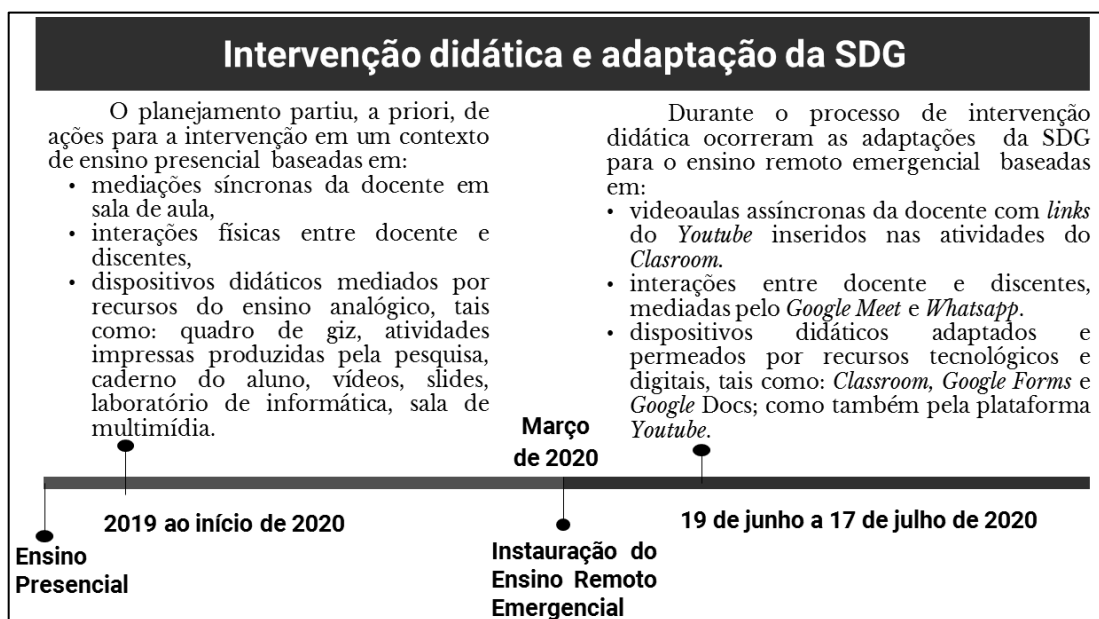 Intervenção didática e adaptação da SDG
O planejamento partiu, a priori, de
ações para a intervenção em um contexto
de ensino presencial baseadas em:
• mediações síncronas da docente em
sala de aula,
• interações físicas entre docente e
discentes,
• dispositivos didáticos mediados por
recursos do ensino analógico, tais
como: quadro de giz, atividades
impressas produzidas pela pesquisa,
caderno do aluno, vídeos, slides,
laboratório de informática, sala de
multimídia.
Durante o processo de intervenção
didática ocorreram as adaptações da SDG
para o ensino remoto emergencial baseadas
em:
• videoaulas assíncronas da docente com links
do Youtube inseridos nas atividades do
Clasroom.
• interações entre docente e discentes,
mediadas pelo Google Meet e Whatsapp.
• dispositivos didáticos adaptados e
permeados por recursos tecnológicos e
digitais, tais como: Classroom, Google Forms e
Google Docs; como também pela plataforma
Youtube.
Março
de 2020
2019 ao início de 2020
19 de junho a 17 de julho de 2020
Ensino
Presencial
Instauração do
Ensino Remoto
Emergencial